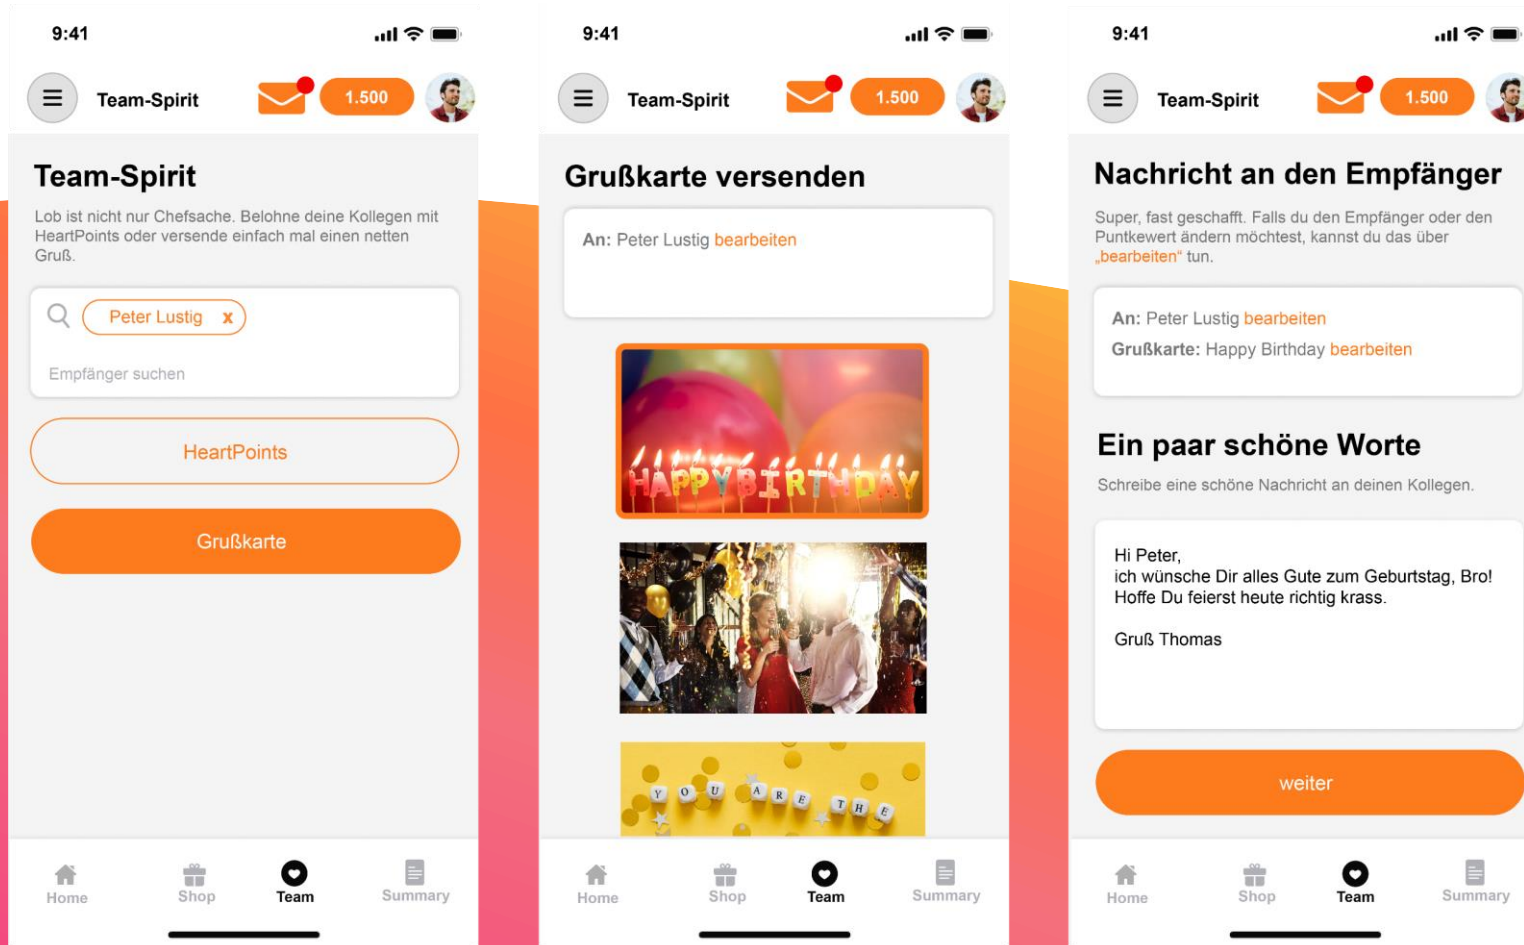 9:41
Team-Spirit
1.500
Team-Spirit
Lob ist nicht nur Chefsache. Belohne deine Kollegen mit
HeartPoints oder versende einfach mal einen netten
Gruß.
Peter Lustig x
Empfänger suchen
HeartPoints
Grußkarte
Home
Shop
Team
Summary
9:41
Team-Spirit
1.500
Grußkarte versenden
An: Peter Lustig bearbeiten
HAPPY BIRTHDAY
YOU ARE THE
Home
Shop
Team
Summary
9:41
Team-Spirit
1.500
Nachricht an den Empfänger
Super, fast geschafft. Falls du den Empfänger oder den
Puntkewert ändern möchtest, kannst du das über
„bearbeiten“ tun.
An: Peter Lustig bearbeiten
Grußkarte: Happy Birthday bearbeiten
Ein paar schöne Worte
Schreibe eine schöne Nachricht an deinen Kollegen.
Hi Peter,
ich wünsche Dir alles Gute zum Geburtstag, Bro!
Hoffe Du feierst heute richtig krass.
Gruß Thomas
weiter
Home
Shop
Team
Summary